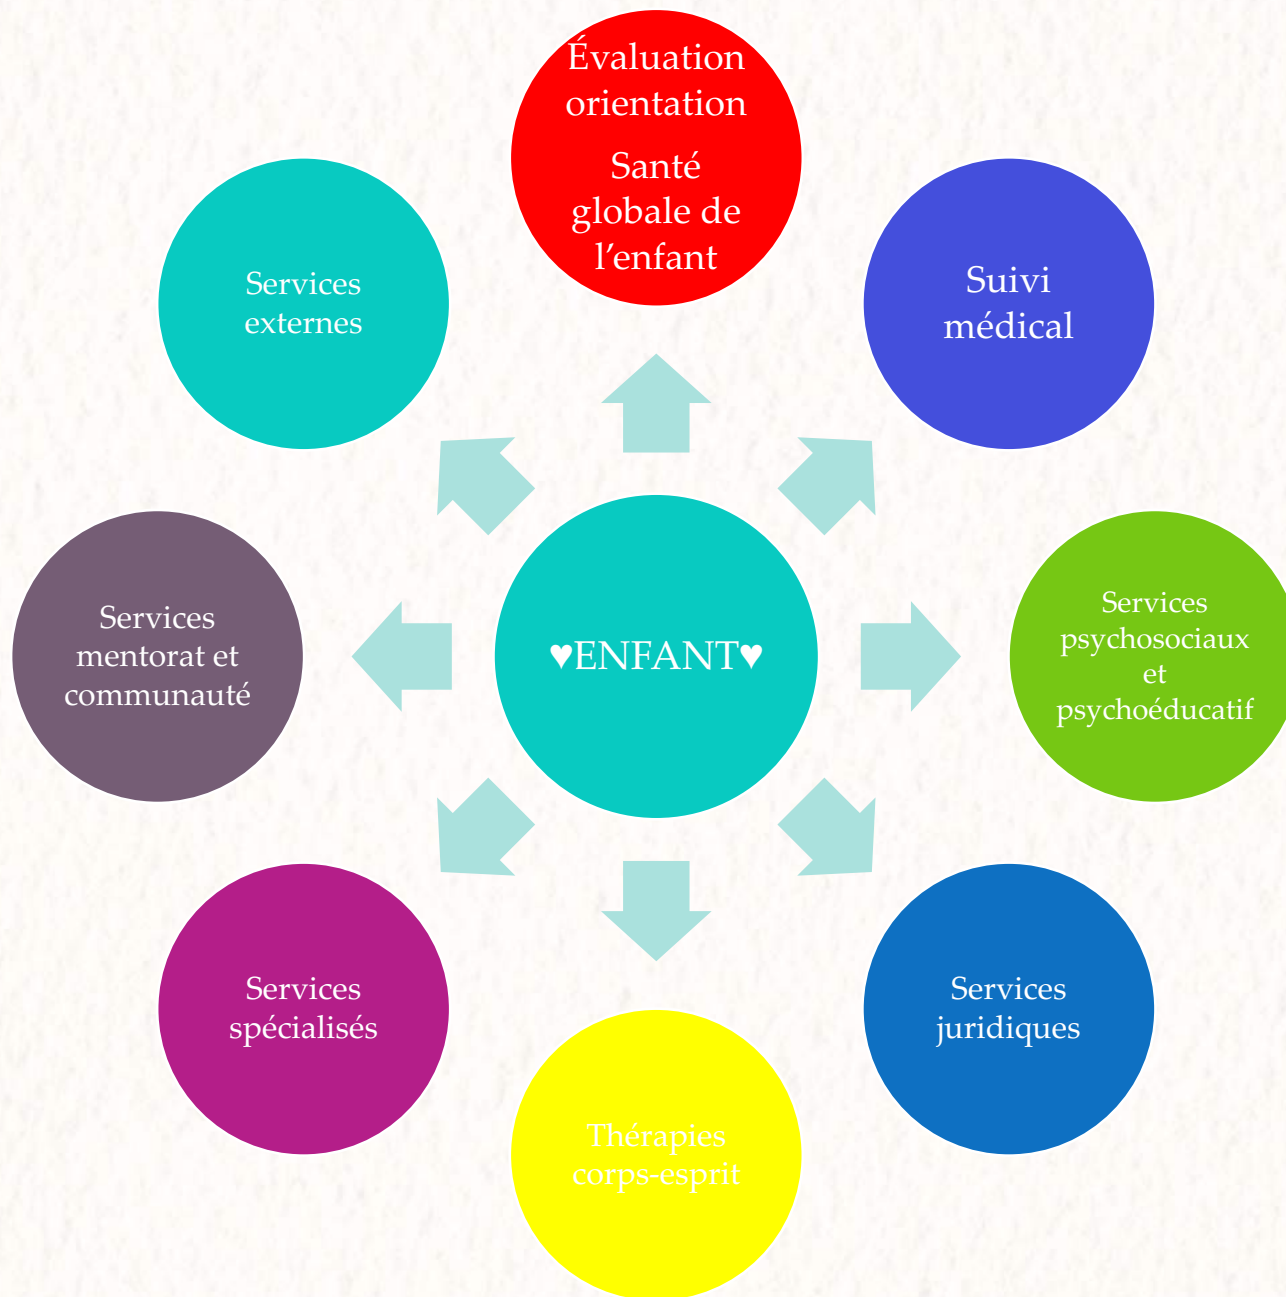 Évaluation
orientation
Santé
globale de
l’enfant
Suivi
médical
Services
psychosociaux
et
psychoéducatif
Services
juridiques
Thérapies
corps-esprit
Services
spécialisés
Services
mentorat et
communauté
Services
externes
♥ENFANT♥